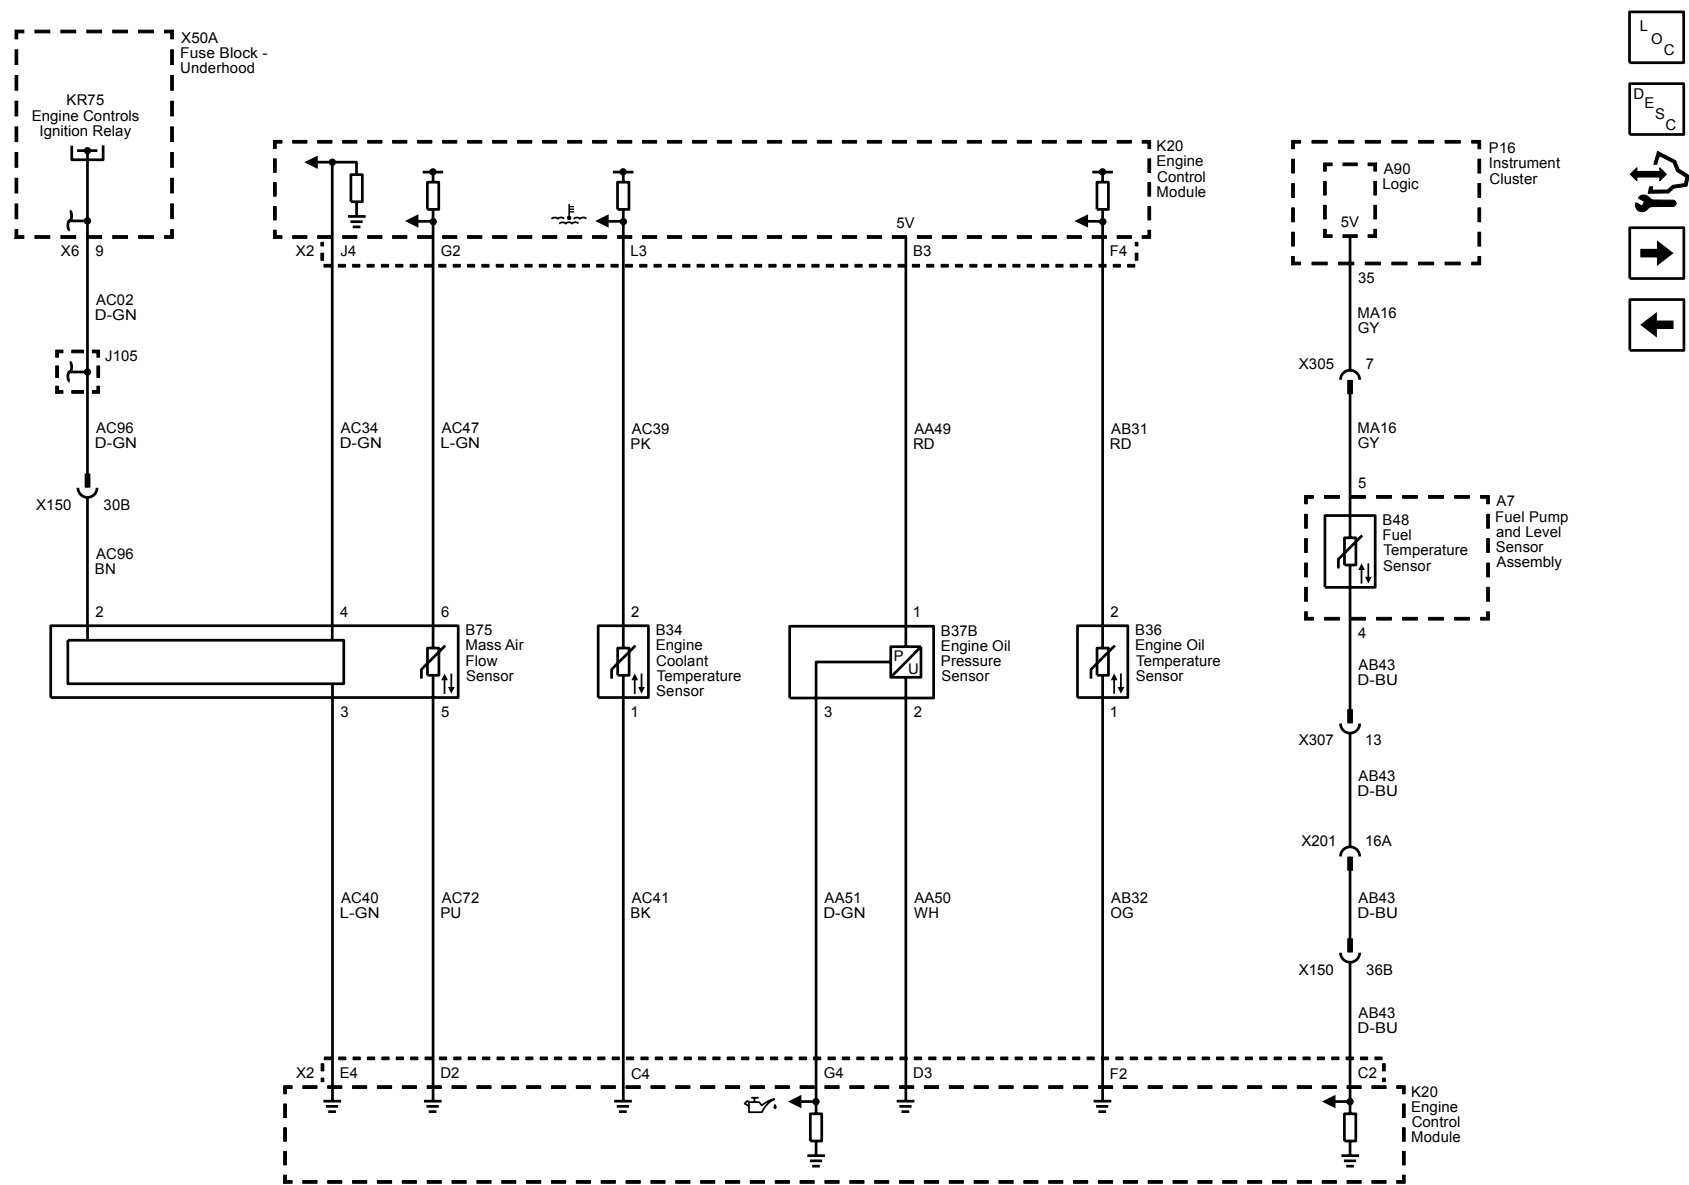 X50A
Fuse Block -
Underhood
KR75
Engine Controls
Ignition Relay
X6 9
AC02
D-GN
J105
AC96
D-GN
X150 30B
AC96
BN
2
K20
Engine
Control
Module
5V
X2 J4 G2 L3 B3 F4
AC34
D-GN
AC47
L-GN
AC39
PK
AA49
RD
AB31
RD
4 6 2 1 2
B75
Mass Air
Flow
Sensor
B34
Engine
Coolant
Temperature
Sensor
P
U
B37B
Engine Oil
Pressure
Sensor
B36
Engine Oil
Temperature
Sensor
3 5 1 3 2 1
AC40
L-GN
AC72
PU
AC41
BK
AA51
D-GN
AA50
WH
AB32
OG
P16
Instrument
Cluster
A90
Logic
5V
35
MA16
GY
X305 7
MA16
GY
5
A7
Fuel Pump
and Level
Sensor
Assembly
B48
Fuel
Temperature
Sensor
4
AB43
D-BU
X307 13
AB43
D-BU
X201 16A
AB43
D-BU
X150 36B
AB43
D-BU
X2 E4 D2 C4 G4 D3 F2 C2
K20
Engine
Control
Module
LOC
DESC